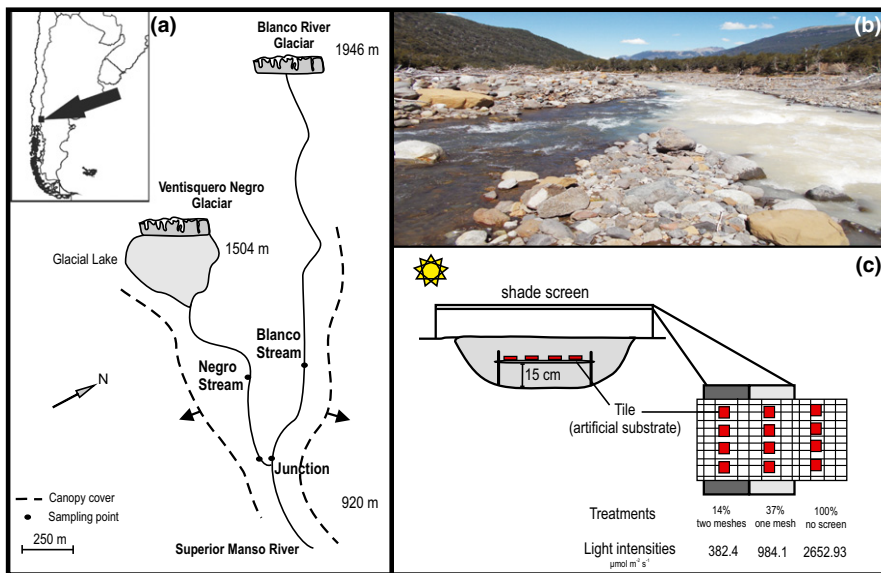 (a)
Blanco River
Glaciar
1946 m
Ventisquero Negro
Glaciar
1504 m
Glacial Lake
Blanco
Stream
Negro
Stream
N
Junction
920 m
Canopy cover
Sampling point
250 m
Superior Manso River
(b)
(c)
shade screen
15 cm
Tile
(artificial substrate)
Treatments
14%
two meshes
37%
one mesh
100%
no screen
Light intensities
µmol m⁻² s⁻¹
382.4
984.1
2652.93